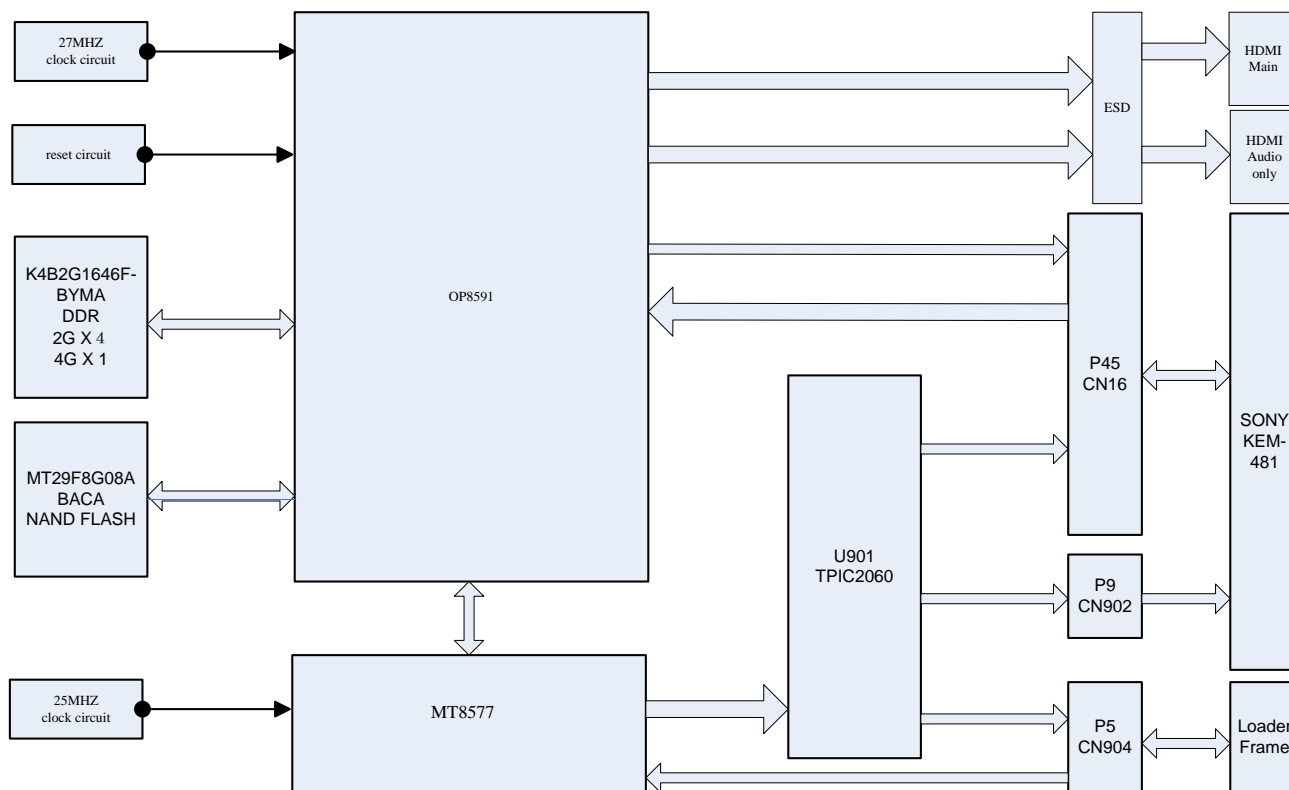 27MHZ
clock circuit
reset circuit
K4B2G1646F-
BYMA
DDR
2G X 4
4G X 1
MT29F8G08A
BACA
NAND FLASH
25MHZ
clock circuit
OP8591
MT8577
U901
TPIC2060
ESD
HDMI
Main
HDMI
Audio
only
P45
CN16
P9
CN902
P5
CN904
SONY
KEM-
481
Loader
Frame